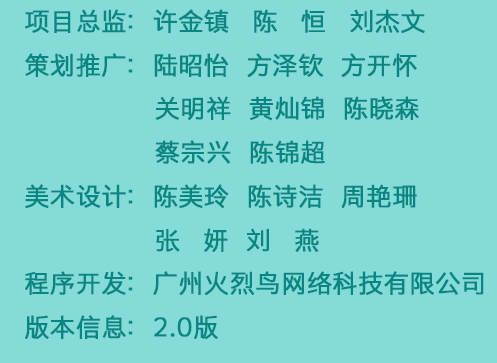 项目总监: 许金镇 陈 恒 刘杰文
策划推广: 陆昭怡 方泽钦 方开怀
关明祥 黄灿锦 陈晓森
蔡宗兴 陈锦超
美术设计: 陈美玲 陈诗洁 周艳珊
张 妍 刘 燕
程序开发: 广州火烈鸟网络科技有限公司
版本信息: 2.0版